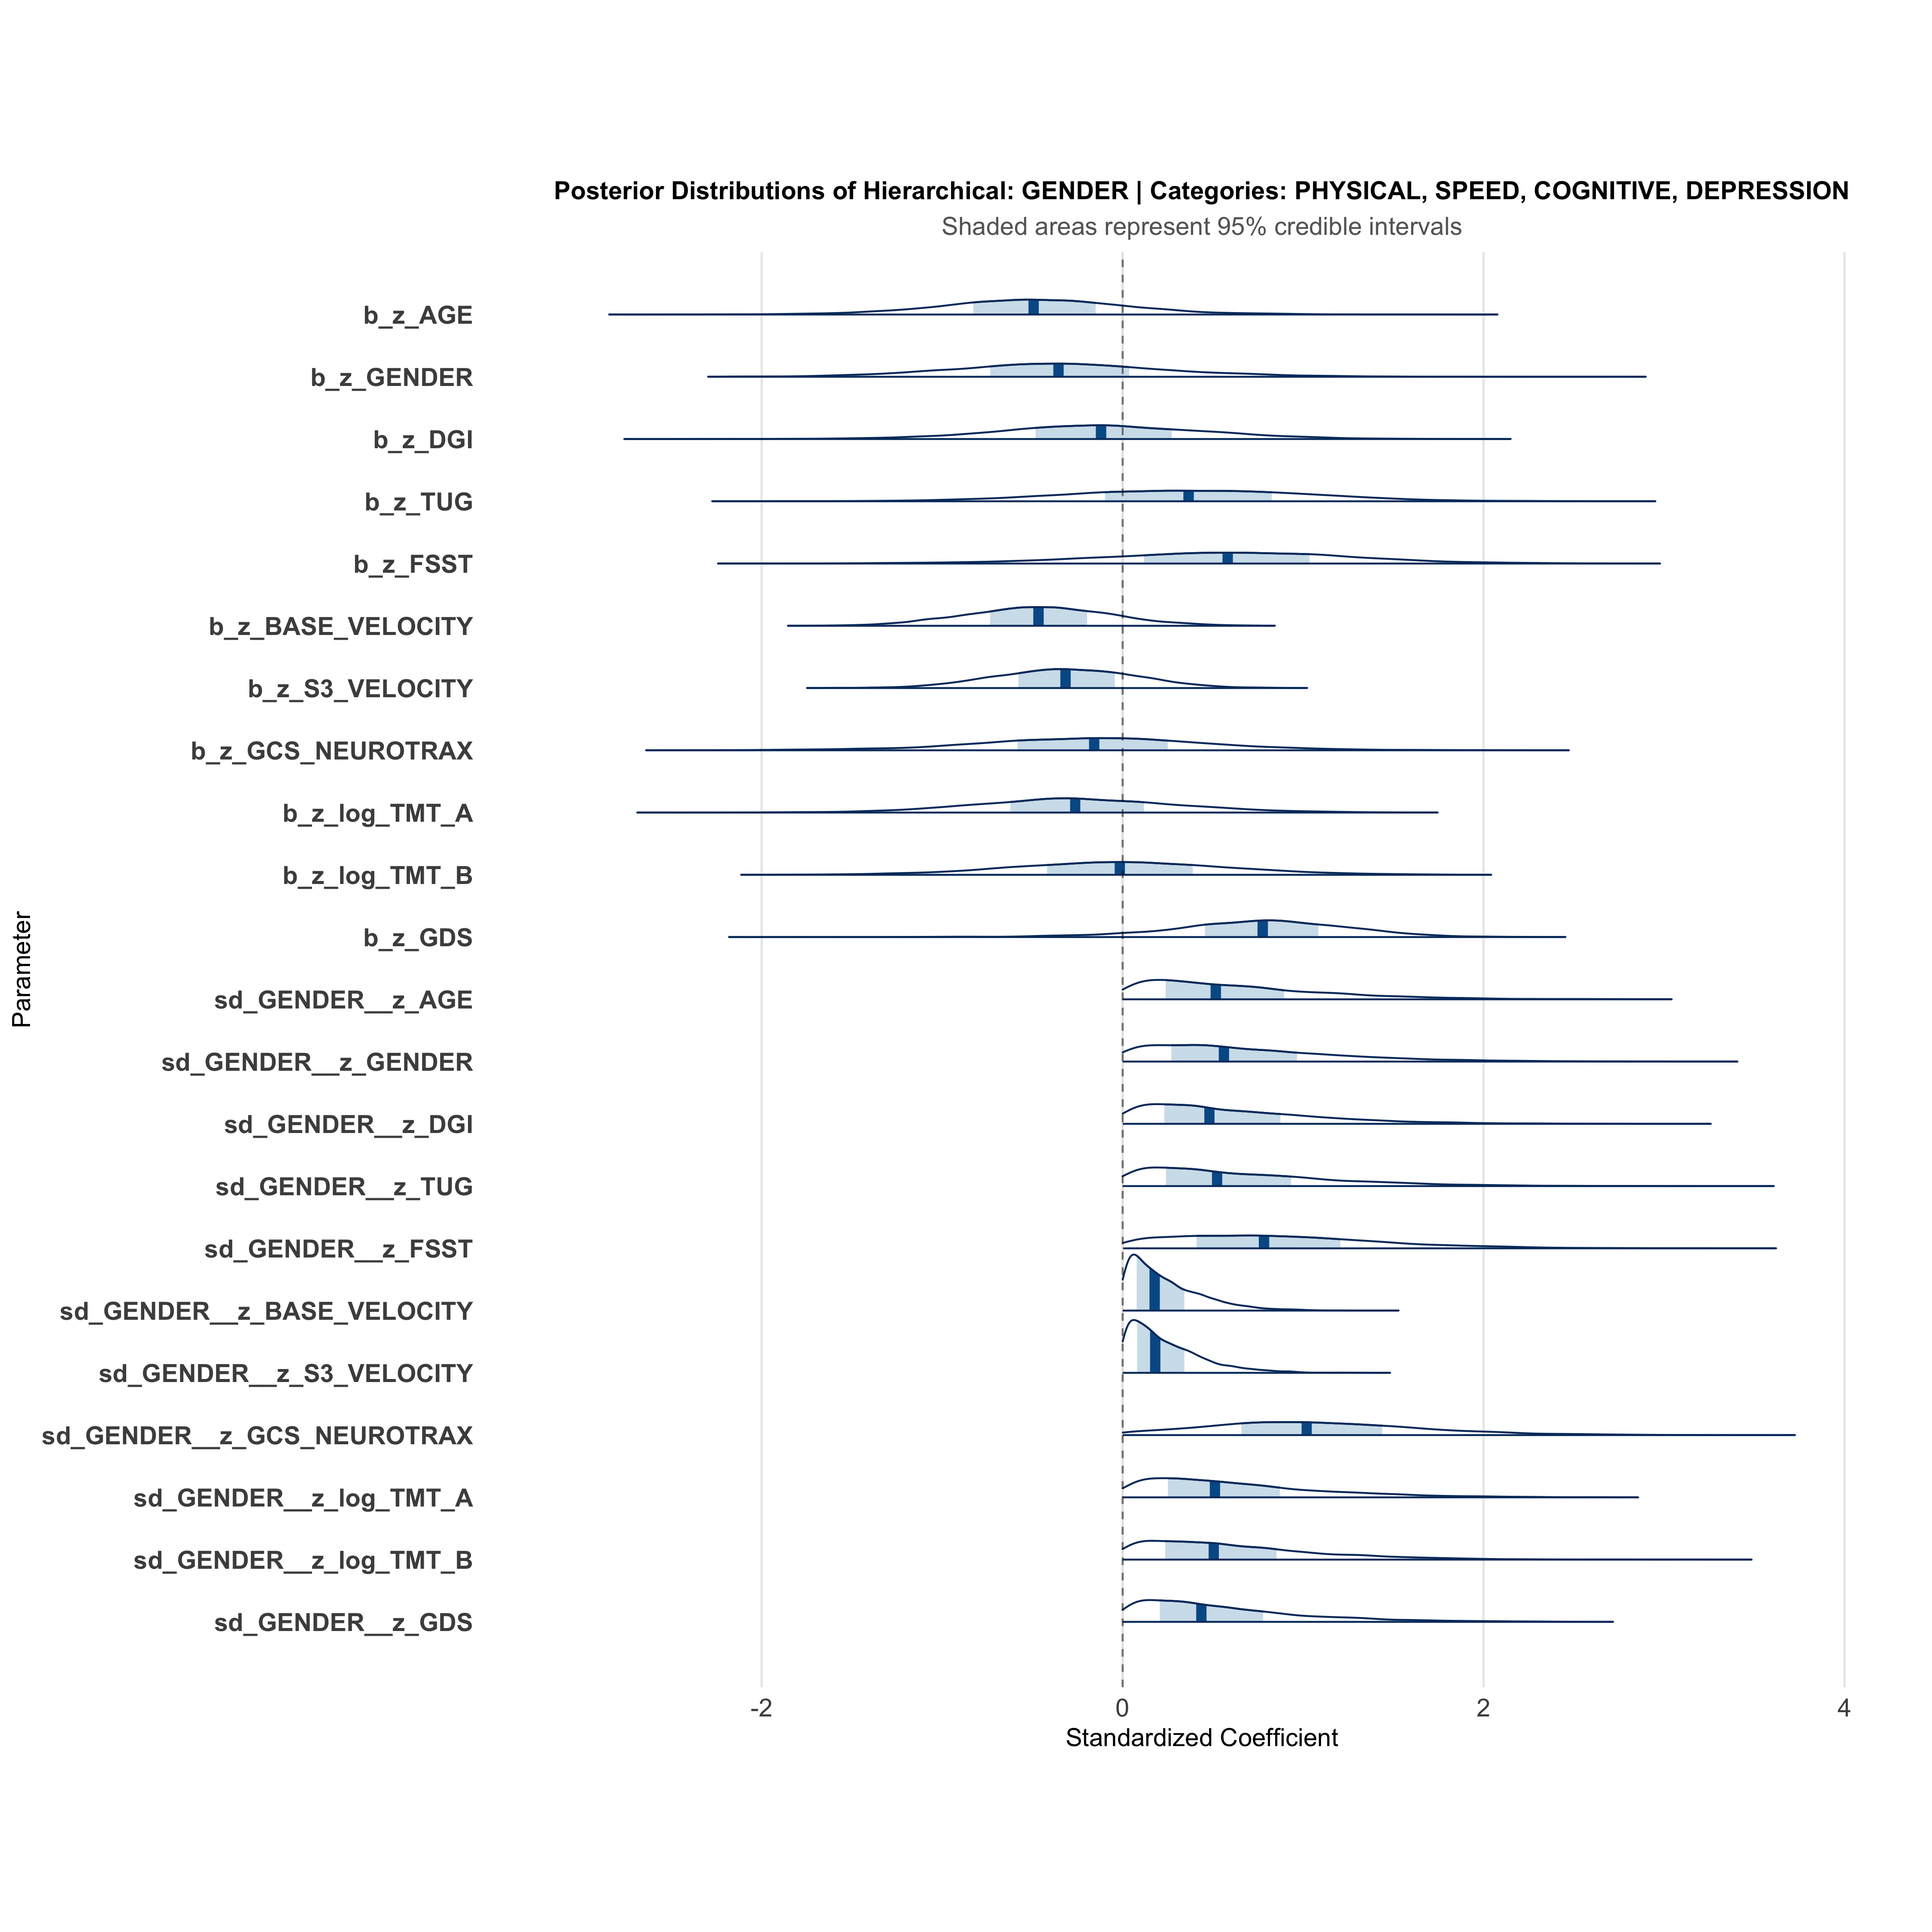 Posterior Distributions of Hierarchical: GENDER | Categories: PHYSICAL, SPEED, COGNITIVE, DEPRESSION
Shaded areas represent 95% credible intervals
b_z_AGE
b_z_GENDER
b_z_DGI
b_z_TUG
b_z_FSST
b_z_BASE_VELOCITY
b_z_S3_VELOCITY
b_z_GCS_NEUROTRAX
b_z_log_TMT_A
b_z_log_TMT_B
b_z_GDS
sd_GENDER__z_AGE
sd_GENDER__z_GENDER
sd_GENDER__z_DGI
sd_GENDER__z_TUG
sd_GENDER__z_FSST
sd_GENDER__z_BASE_VELOCITY
sd_GENDER__z_S3_VELOCITY
sd_GENDER__z_GCS_NEUROTRAX
sd_GENDER__z_log_TMT_A
sd_GENDER__z_log_TMT_B
sd_GENDER__z_GDS
Parameter
-2 0 2 4
Standardized Coefficient